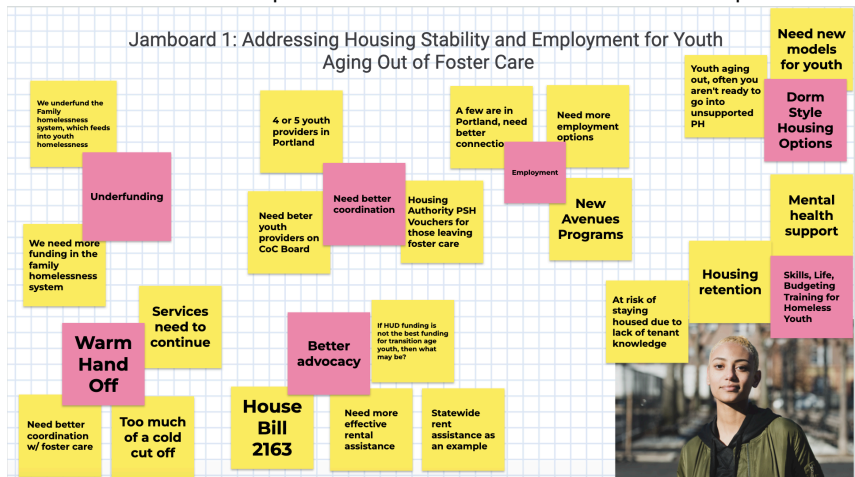 Jamboard 1: Addressing Housing Stability and Employment for Youth
Aging Out of Foster Care
We underfund the
Family
homelessness
system, which feeds
into youth
homelessness
Underfunding
We need more
funding in the
family
homelessness
system
4 or 5 youth
providers in
Portland
Need better
coordination
Need beter
youth
providers on
CoC Board
Housing
Authority PSH
Vouchers for
those leaving
foster care
A few are in
Portland, need
better
connectio
Need more
employment
options
Employment
New
Avenues
Programs
Need new
models
for youth
Youth aging
out, often you
aren't ready to
go into
unsupported
PH
Dorm
Style
Housing
Options
Mental
health
support
Housing
retention
Skills, Life,
Budgeting
Training for
Homeless
Youth
At risk of
staying
housed due to
lack of tenant
knowledge
Services
need to
continue
Warm
Hand
Off
Need better
coordination
w/ foster care
Too much
of a cold
cut off
Better
advocacy
If HUD funding is
not the best funding
for transition age
youth, then what
may be?
House
Bill
2163
Need more
effective
rental
assistance
Statewide
rent
assistance as
an example